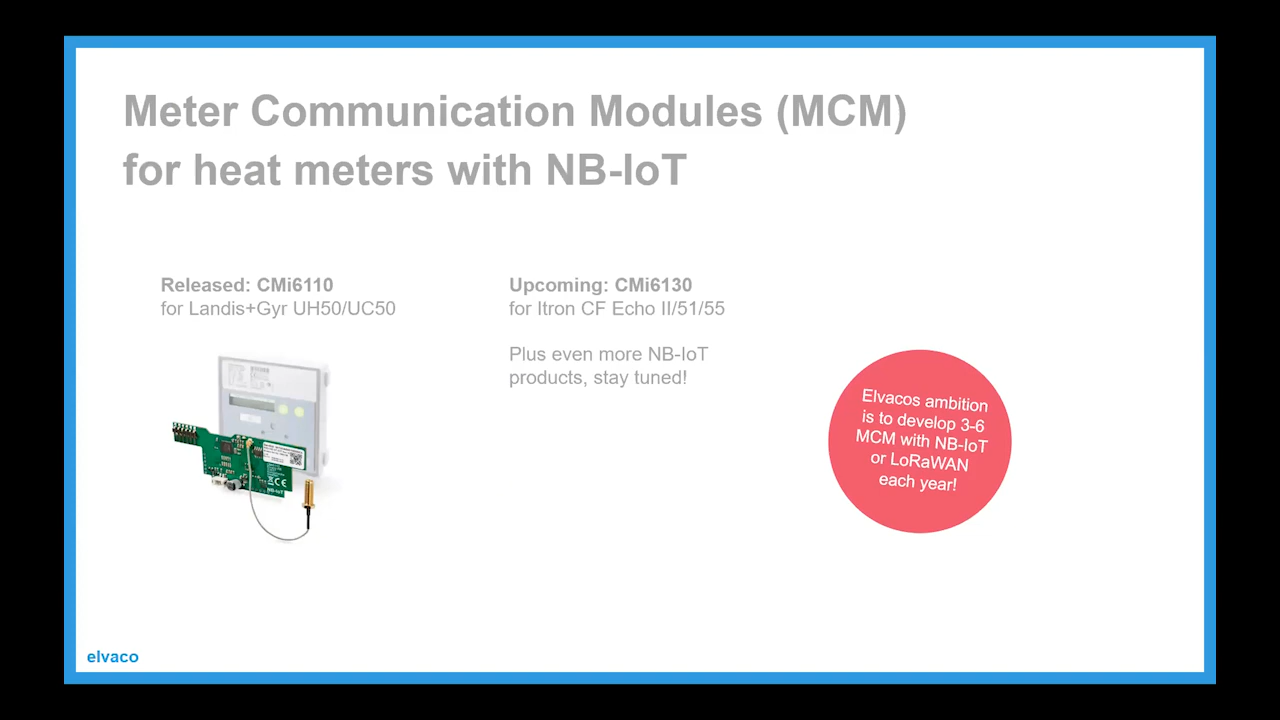 Meter Communication Modules (MCM)
for heat meters with NB-IoT
Released: CMi6110
for Landis+Gyr UH50/UC50
Upcoming: CMi6130
for Itron CF Echo II/51/55
Plus even more NB-IoT
products, stay tuned!
Elvacos ambition
is to develop 3-6
MCM with NB-IoT
or LoRaWAN
each year!
NB-IoT
elvaco